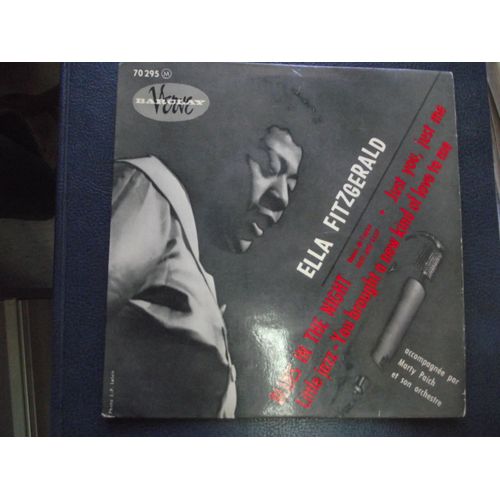 70 295 M
Verve
BARCLAY
ELLA FITZGERALD
BLUES IN THE NIGHT
• Just you, just me
Little jazz • You brought a new kind of love to me
accompagnée par
Marty Paich
et son orchestre